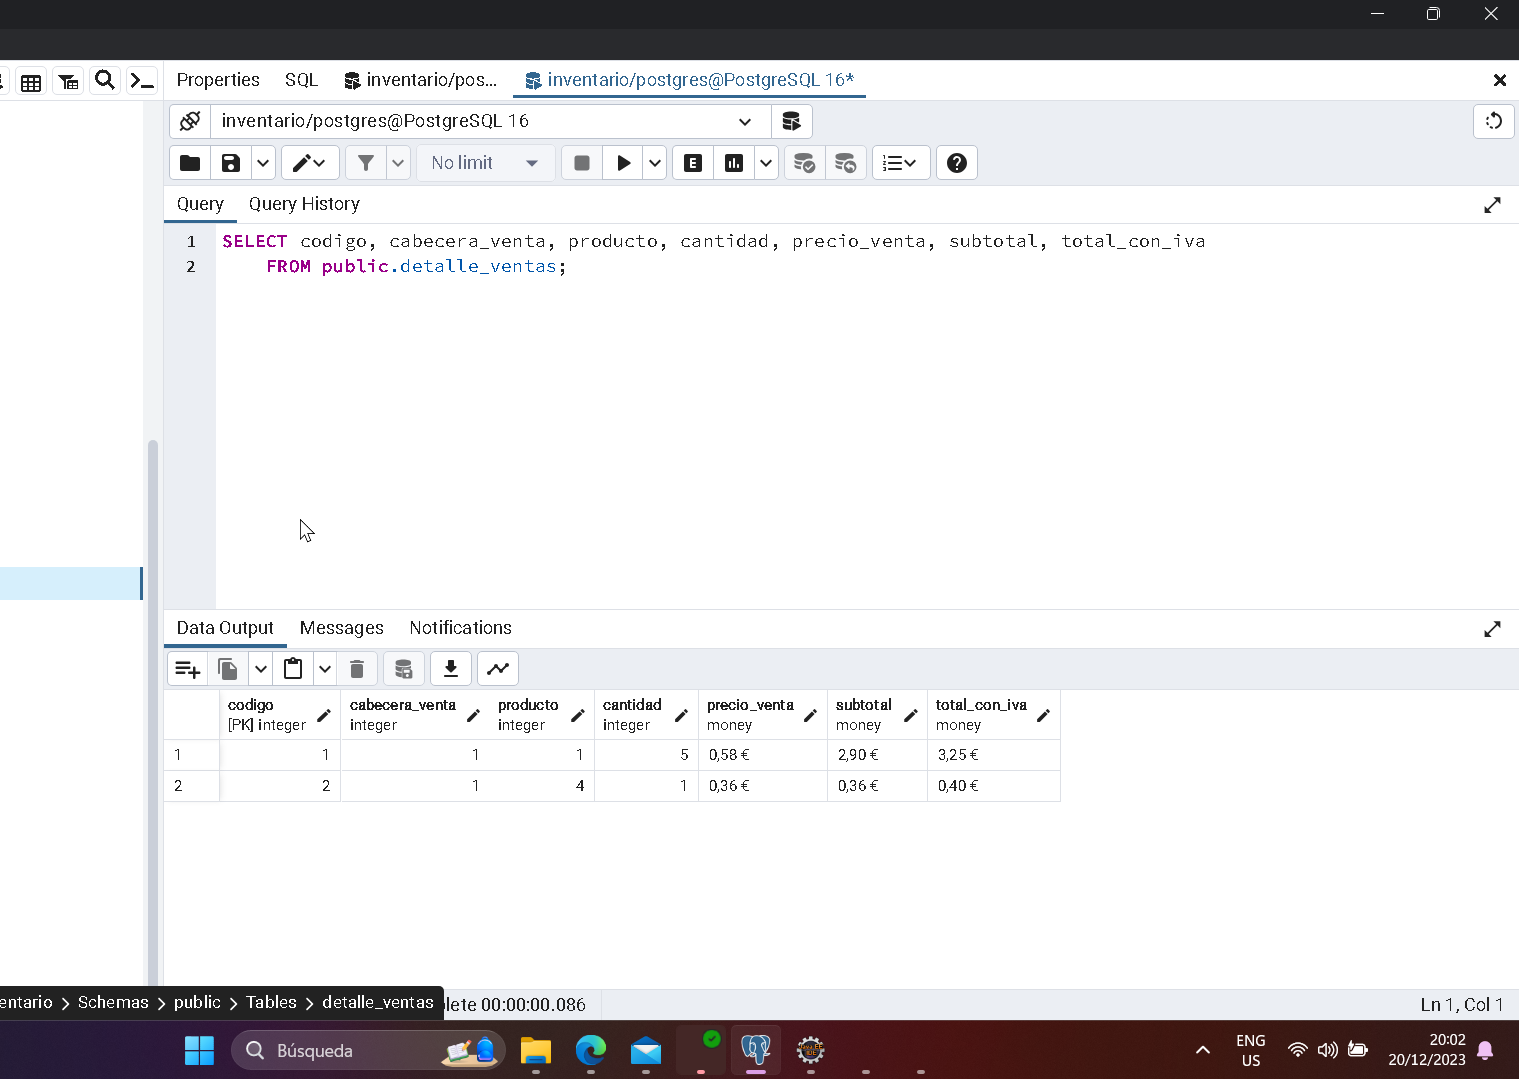 Properties SQL inventario/pos... inventario/postgres@PostgreSQL 16*
inventario/postgres@PostgreSQL 16
No limit
E
Query Query History
1 SELECT codigo, cabecera_venta, producto, cantidad, precio_venta, subtotal, total_con_iva
2 FROM public.detalle_ventas;
Data Output Messages Notifications
codigo cabecera_venta producto cantidad precio_venta subtotal total_con_iva
[PK] integer integer integer integer money money money
1 1 1 1 5 0,58 € 2,90 € 3,25 €
2 2 1 4 1 0,36 € 0,36 € 0,40 €
entario > Schemas > public > Tables > detalle_ventas lete 00:00:00.086 Ln 1, Col 1
Búsqueda
ENG
US
20:02
20/12/2023